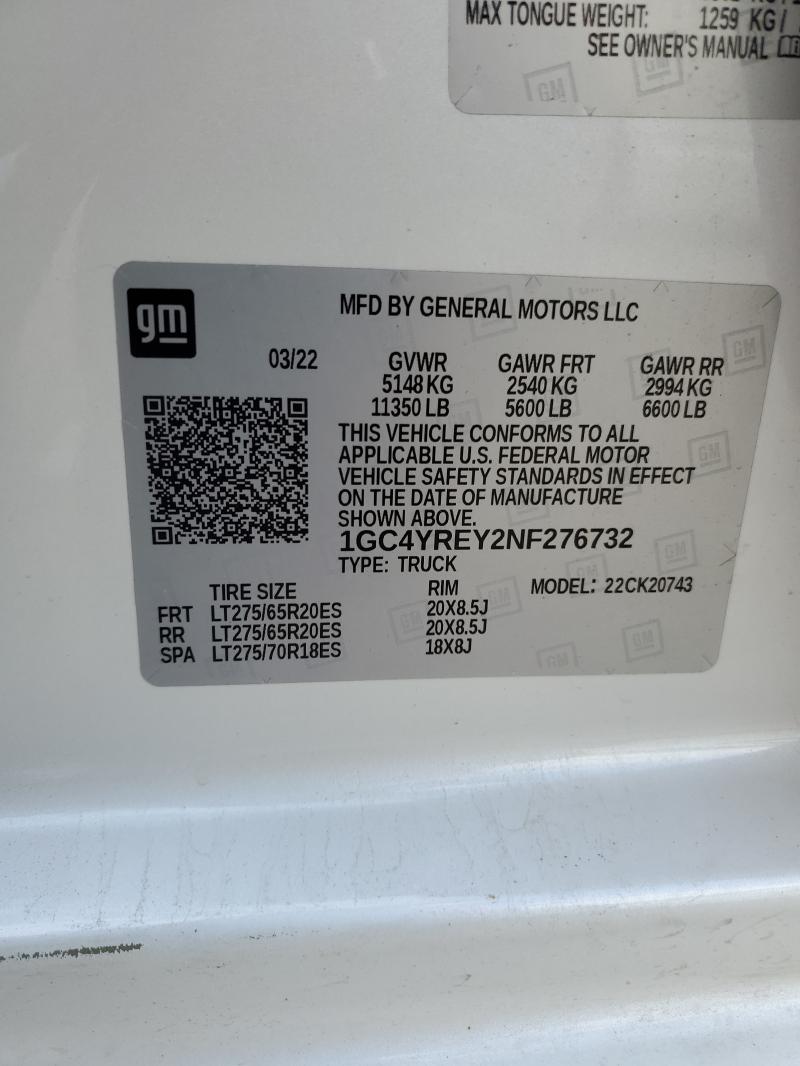 MAX TONGUE WEIGHT: 1259 KG /
SEE OWNER'S MANUAL
gm
MFD BY GENERAL MOTORS LLC
03/22 GVWR GAWR FRT GAWR RR
5148 KG 2540 KG 2994 KG
11350 LB 5600 LB 6600 LB
THIS VEHICLE CONFORMS TO ALL
APPLICABLE U.S. FEDERAL MOTOR
VEHICLE SAFETY STANDARDS IN EFFECT
ON THE DATE OF MANUFACTURE
SHOWN ABOVE.
1GC4YREY2NF276732
TYPE: TRUCK
TIRE SIZE RIM MODEL: 22CK20743
FRT LT275/65R20ES 20X8.5J
RR LT275/65R20ES 20X8.5J
SPA LT275/70R18ES 18X8J